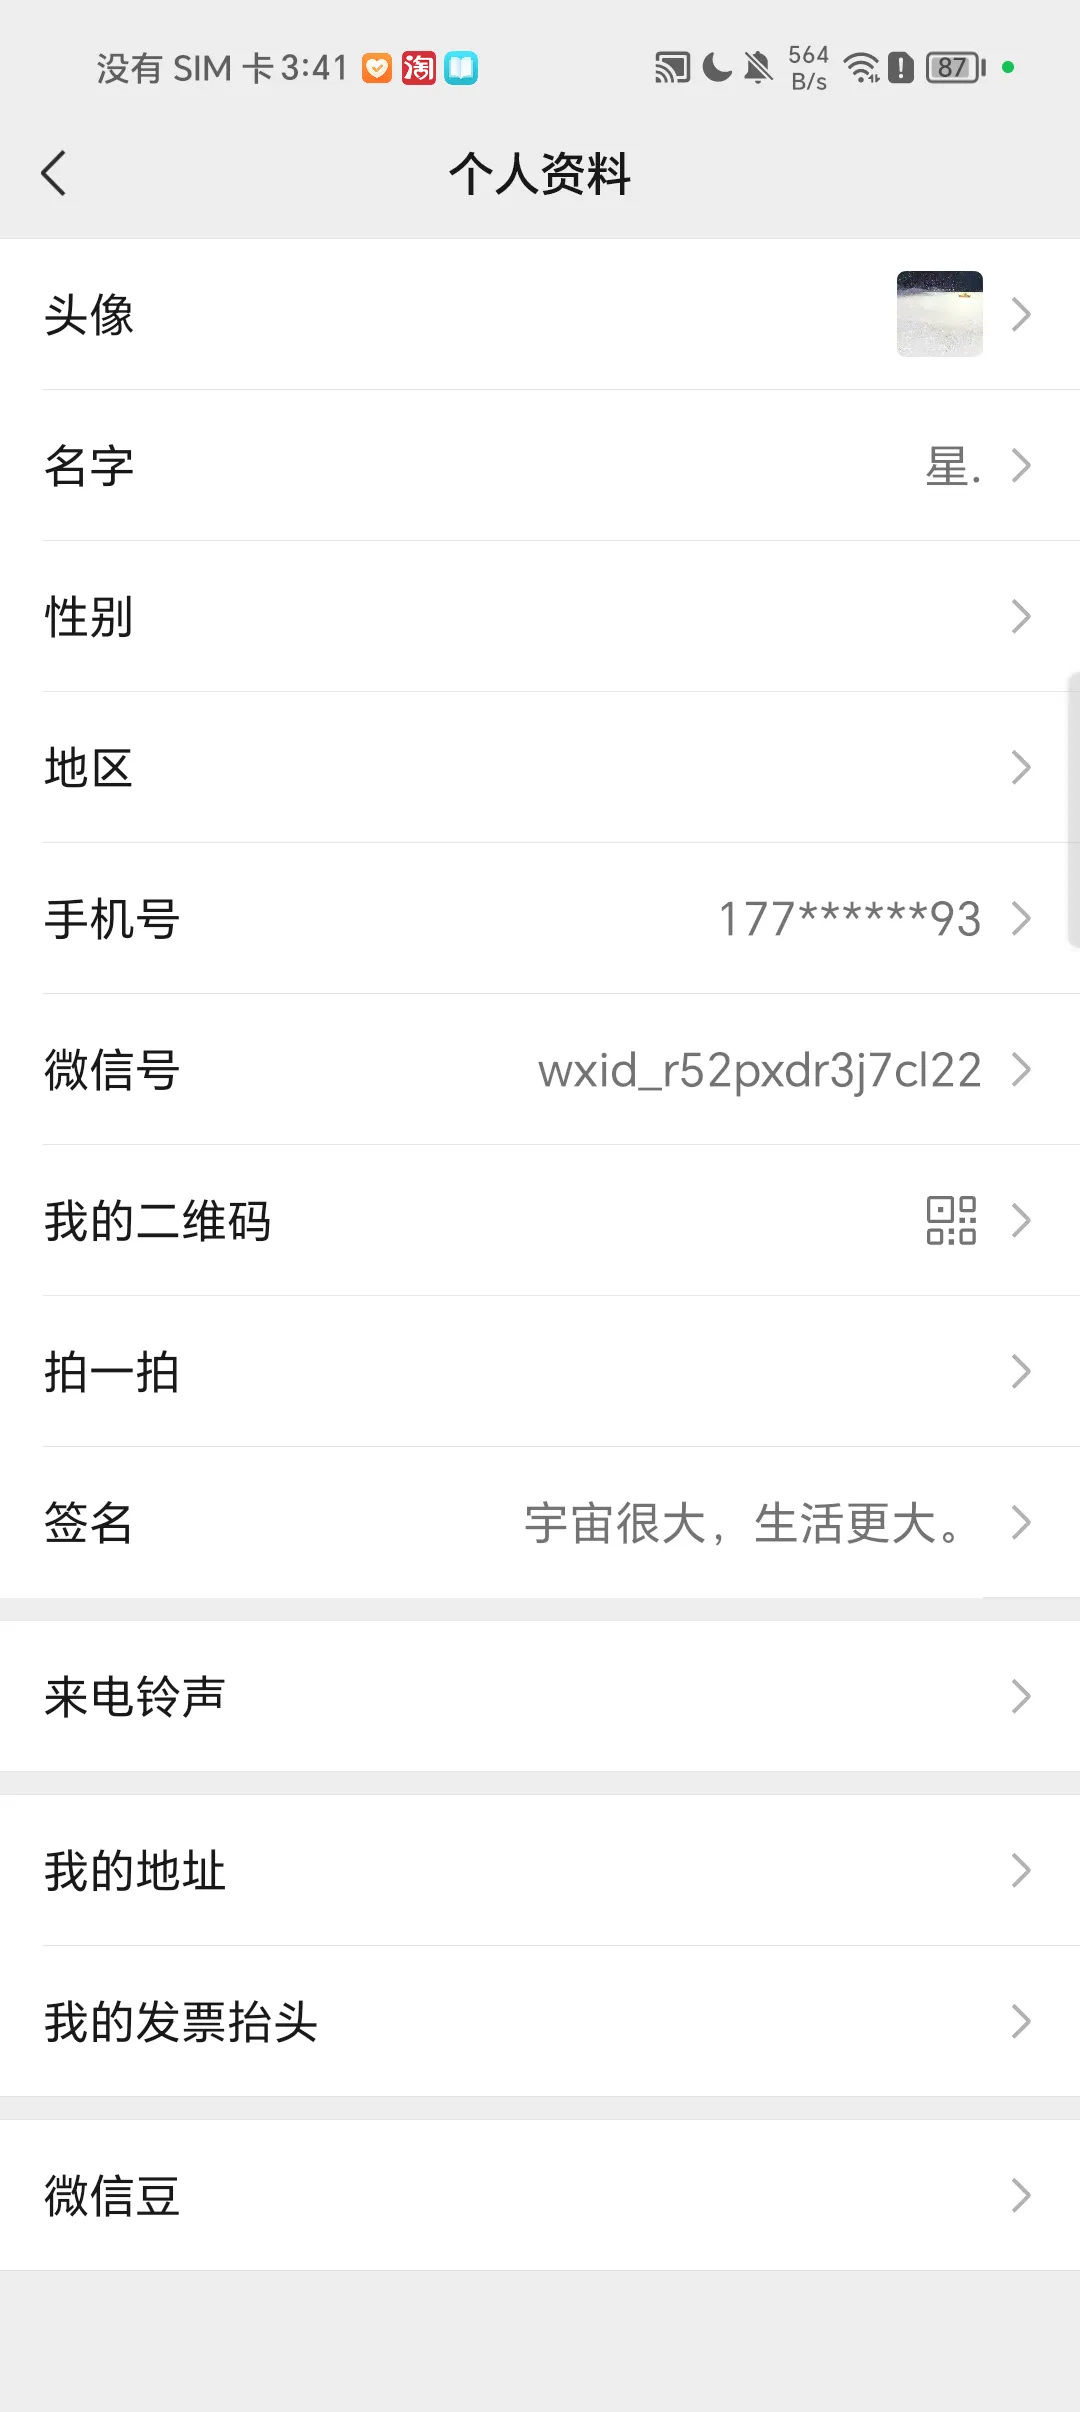 没有 SIM 卡 3:41 淘 564 B/s 87
个人资料
头像
名字 星.
性别
地区
手机号 177******93
微信号 wxid_r52pxdr3j7cl22
我的二维码
拍一拍
签名 宇宙很大，生活更大。
来电铃声
我的地址
我的发票抬头
微信豆